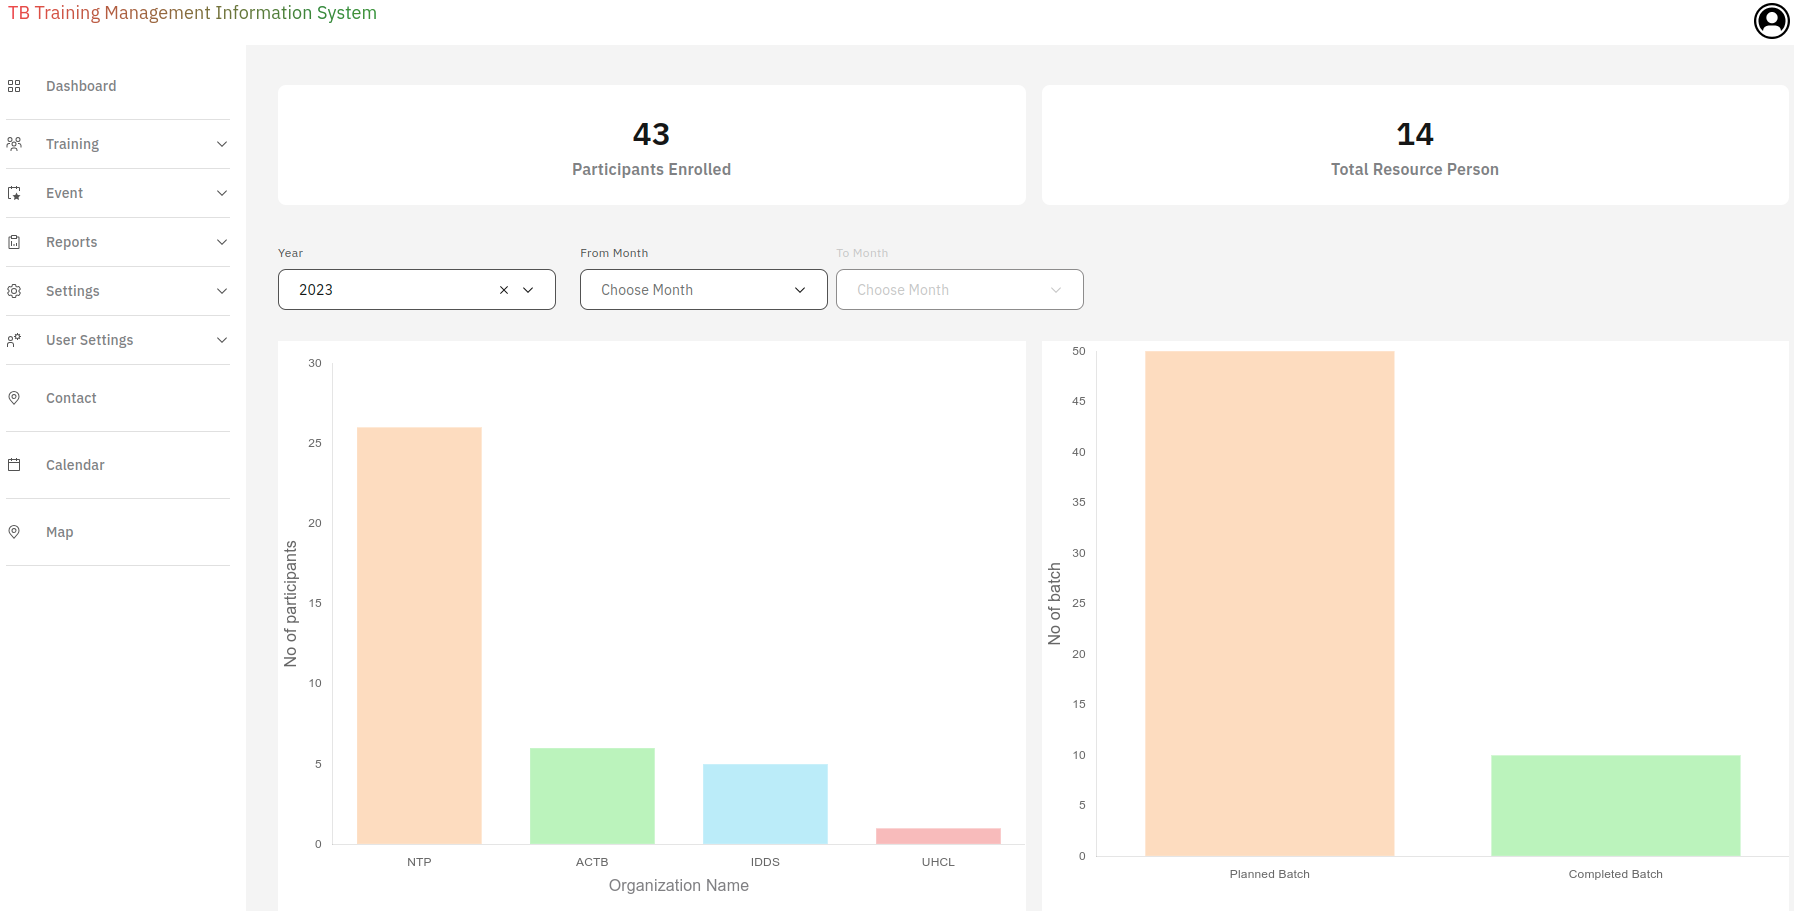 TB Training Management Information System
Dashboard
Training
Event
Reports
Settings
User Settings
Contact
Calendar
Map
43
Participants Enrolled
14
Total Resource Person
Year
2023
From Month
Choose Month
To Month
Choose Month
No of participants
30
25
20
15
10
5
0
NTP
ACTB
IDDS
UHCL
Organization Name
No of batch
50
45
40
35
30
25
20
15
10
5
0
Planned Batch
Completed Batch